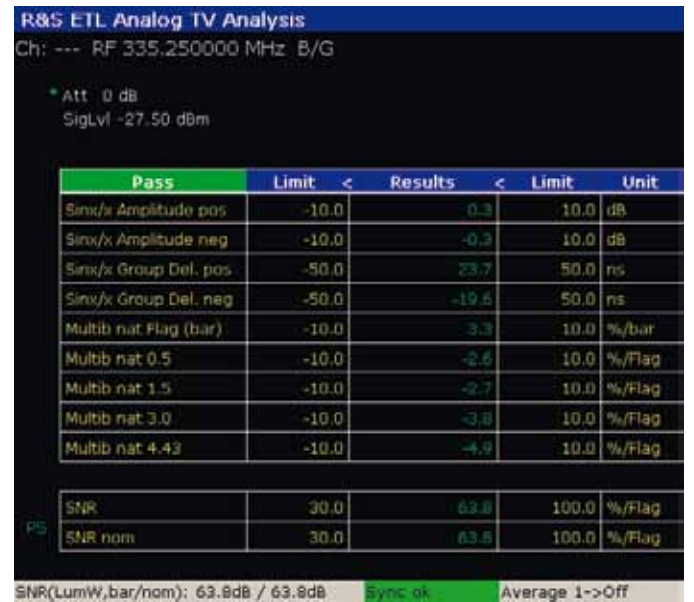 R&S ETL Analog TV Analysis
Ch: --- RF 335.250000 MHz B/G
* Att 0 dB
SigLvl -27.50 dBm
Pass Limit < Results < Limit Unit
Sinx/x Amplitude pos -10.0 0.3 10.0 dB
Sinx/x Amplitude neg -10.0 -0.3 10.0 dB
Sinx/x Group Del. pos -50.0 23.7 50.0 ns
Sinx/x Group Del. neg -50.0 -19.6 50.0 ns
Multib nat Flag (bar) -10.0 3.3 10.0 %/bar
Multib nat 0.5 -10.0 -2.6 10.0 %/Flag
Multib nat 1.5 -10.0 -2.7 10.0 %/Flag
Multib nat 3.0 -10.0 -3.8 10.0 %/Flag
Multib nat 4.43 -10.0 -4.9 10.0 %/Flag
SNR 30.0 63.8 100.0 %/Flag
PS
SNR nom 30.0 63.8 100.0 %/Flag
SNR(LumW,bar/nom): 63.8dB / 63.8dB Sync ok Average 1->Off